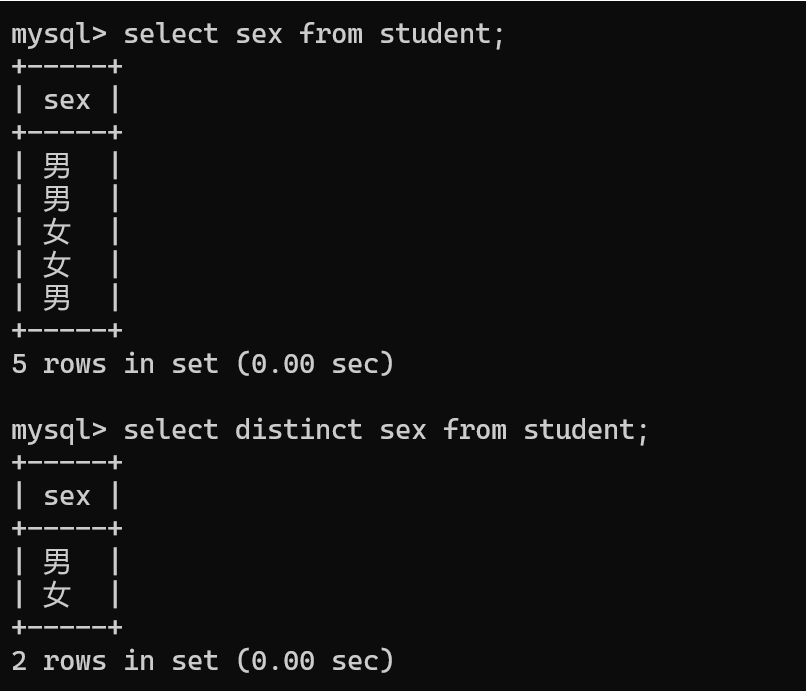 mysql> select sex from student;
+-----+
| sex |
+-----+
| 男  |
| 男  |
| 女  |
| 女  |
| 男  |
+-----+
5 rows in set (0.00 sec)

mysql> select distinct sex from student;
+-----+
| sex |
+-----+
| 男  |
| 女  |
+-----+
2 rows in set (0.00 sec)